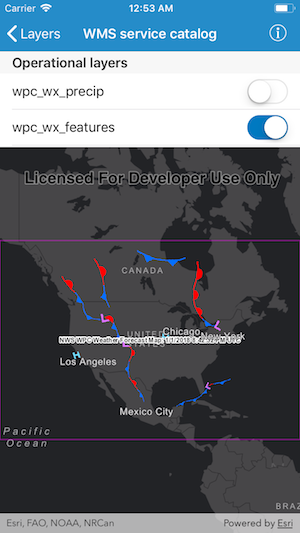 Carrier 12:53 AM
Layers WMS service catalog
Operational layers
wpc_wx_precip
wpc_wx_features
Licensed For Developer Use Only
CANADA
Chicago
UNITED New York
NWS WPC Weather Forecast Map
STATES
Los Angeles H
Mexico City
Pacific
Ocean
BRAZ
Esri, FAO, NOAA, NRCan Powered by Esri